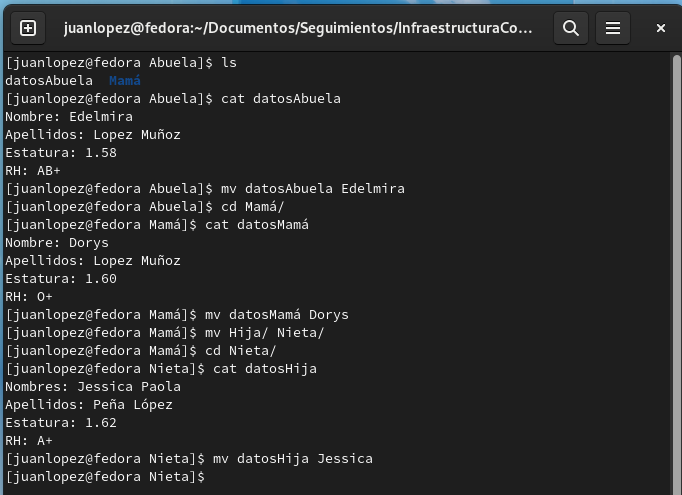 juanlopez@fedora:~/Documentos/Seguimientos/InfraestructuraCo...
[juanlopez@fedora Abuela]$ ls
datosAbuela  Mamá
[juanlopez@fedora Abuela]$ cat datosAbuela
Nombre: Edelmira
Apellidos: Lopez Muñoz
Estatura: 1.58
RH: AB+
[juanlopez@fedora Abuela]$ mv datosAbuela Edelmira
[juanlopez@fedora Abuela]$ cd Mamá/
[juanlopez@fedora Mamá]$ cat datosMamá
Nombre: Dorys
Apellidos: Lopez Muñoz
Estatura: 1.60
RH: O+
[juanlopez@fedora Mamá]$ mv datosMamá Dorys
[juanlopez@fedora Mamá]$ mv Hija/ Nieta/
[juanlopez@fedora Mamá]$ cd Nieta/
[juanlopez@fedora Nieta]$ cat datosHija
Nombres: Jessica Paola
Apellidos: Peña López
Estatura: 1.62
RH: A+
[juanlopez@fedora Nieta]$ mv datosHija Jessica
[juanlopez@fedora Nieta]$